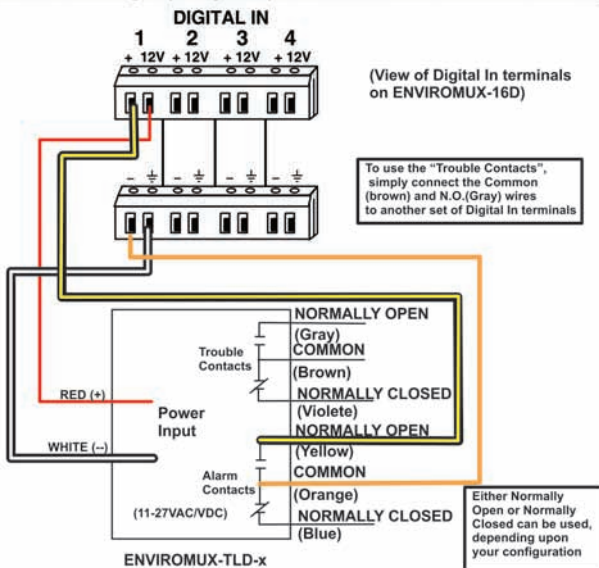 DIGITAL IN
1 2 3 4
+ 12V + 12V + 12V + 12V
(View of Digital In terminals
on ENVIROMUX-16D)
To use the "Trouble Contacts",
simply connect the Common
(brown) and N.O.(Gray) wires
to another set of Digital In terminals
- - - -
NORMALLY OPEN
(Gray)
Trouble
Contacts
COMMON
(Brown)
NORMALLY CLOSED
(Violete)
RED (+)
Power
Input
NORMALLY OPEN
(Yellow)
WHITE (--)
Alarm
Contacts
COMMON
(Orange)
(11-27VAC/VDC)
NORMALLY CLOSED
(Blue)
Either Normally
Open or Normally
Closed can be used,
depending upon
your configuration
ENVIROMUX-TLD-x